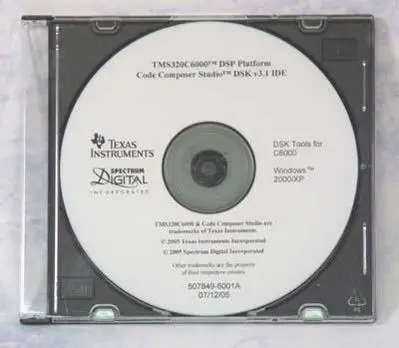 TMS320C6000™ DSP Platform
Code Composer Studio™ DSK v3.1 IDE
TEXAS
INSTRUMENTS
DSK Tools for
C6000
SPECTRUM
DIGITAL
INCORPORATED
Windows™
2000/XP
TMS320C6000 & Code Composer Studio are
trademarks of Texas Instruments
© 2005 Texas Instruments Incorporated
© 2005 Spectrum Digital Incorporated
Other trademarks are the property
of their respective owners
507849-6001A
07/12/05